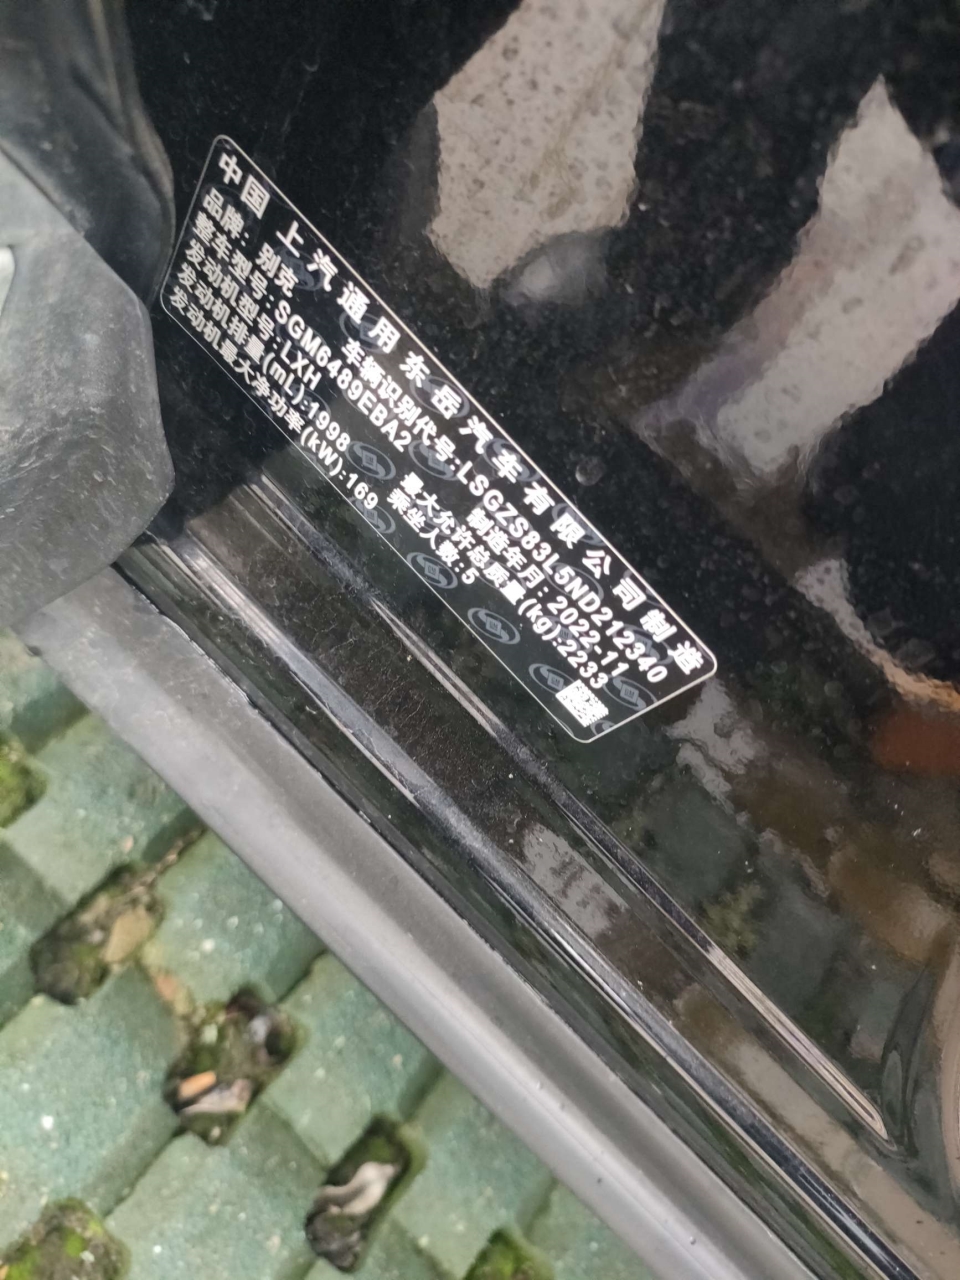 中国 上汽通用东岳汽车有限公司制造
品牌：别克 车辆识别代号：LSGZS83L5ND212340
整车型号：SGM6489EBA2 制造年月：2022-11
发动机型号：LXH 最大允许总质量(kg)：2233
发动机排量(mL)：1998 乘坐人数：5
发动机最大净功率(kW)：169